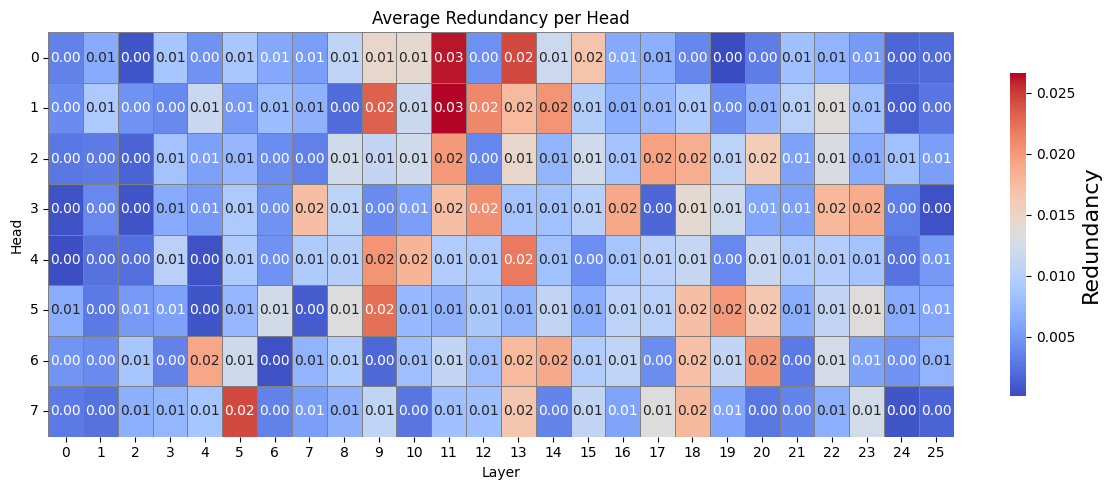 Average Redundancy per Head
0 0.00 0.01 0.00 0.01 0.00 0.01 0.01 0.01 0.01 0.01 0.01 0.03 0.00 0.02 0.01 0.02 0.01 0.01 0.00 0.00 0.00 0.01 0.01 0.01 0.00 0.00
1 0.00 0.01 0.00 0.00 0.01 0.01 0.01 0.01 0.00 0.02 0.01 0.03 0.02 0.02 0.02 0.01 0.01 0.01 0.01 0.00 0.01 0.01 0.01 0.01 0.00 0.00
2 0.00 0.00 0.00 0.01 0.01 0.01 0.00 0.00 0.01 0.01 0.01 0.02 0.00 0.01 0.01 0.01 0.01 0.02 0.02 0.01 0.02 0.01 0.01 0.01 0.01 0.01
3 0.00 0.00 0.00 0.01 0.01 0.01 0.00 0.02 0.01 0.00 0.01 0.02 0.02 0.01 0.01 0.01 0.02 0.00 0.01 0.01 0.01 0.01 0.02 0.02 0.00 0.00
4 0.00 0.00 0.00 0.01 0.00 0.01 0.00 0.01 0.01 0.02 0.02 0.01 0.01 0.02 0.01 0.00 0.01 0.01 0.01 0.00 0.01 0.01 0.01 0.01 0.00 0.01
5 0.01 0.00 0.01 0.01 0.00 0.01 0.01 0.00 0.01 0.02 0.01 0.01 0.01 0.01 0.01 0.01 0.01 0.01 0.02 0.02 0.02 0.01 0.01 0.01 0.01 0.01
6 0.00 0.00 0.01 0.00 0.02 0.01 0.00 0.01 0.01 0.00 0.01 0.01 0.01 0.02 0.02 0.01 0.01 0.00 0.02 0.01 0.02 0.00 0.01 0.01 0.00 0.01
7 0.00 0.00 0.01 0.01 0.01 0.02 0.00 0.01 0.01 0.01 0.00 0.01 0.01 0.02 0.00 0.01 0.01 0.01 0.02 0.01 0.00 0.00 0.01 0.01 0.00 0.00
0 1 2 3 4 5 6 7 8 9 10 11 12 13 14 15 16 17 18 19 20 21 22 23 24 25
Layer
Head
0.025
0.020
0.015
0.010
0.005
Redundancy